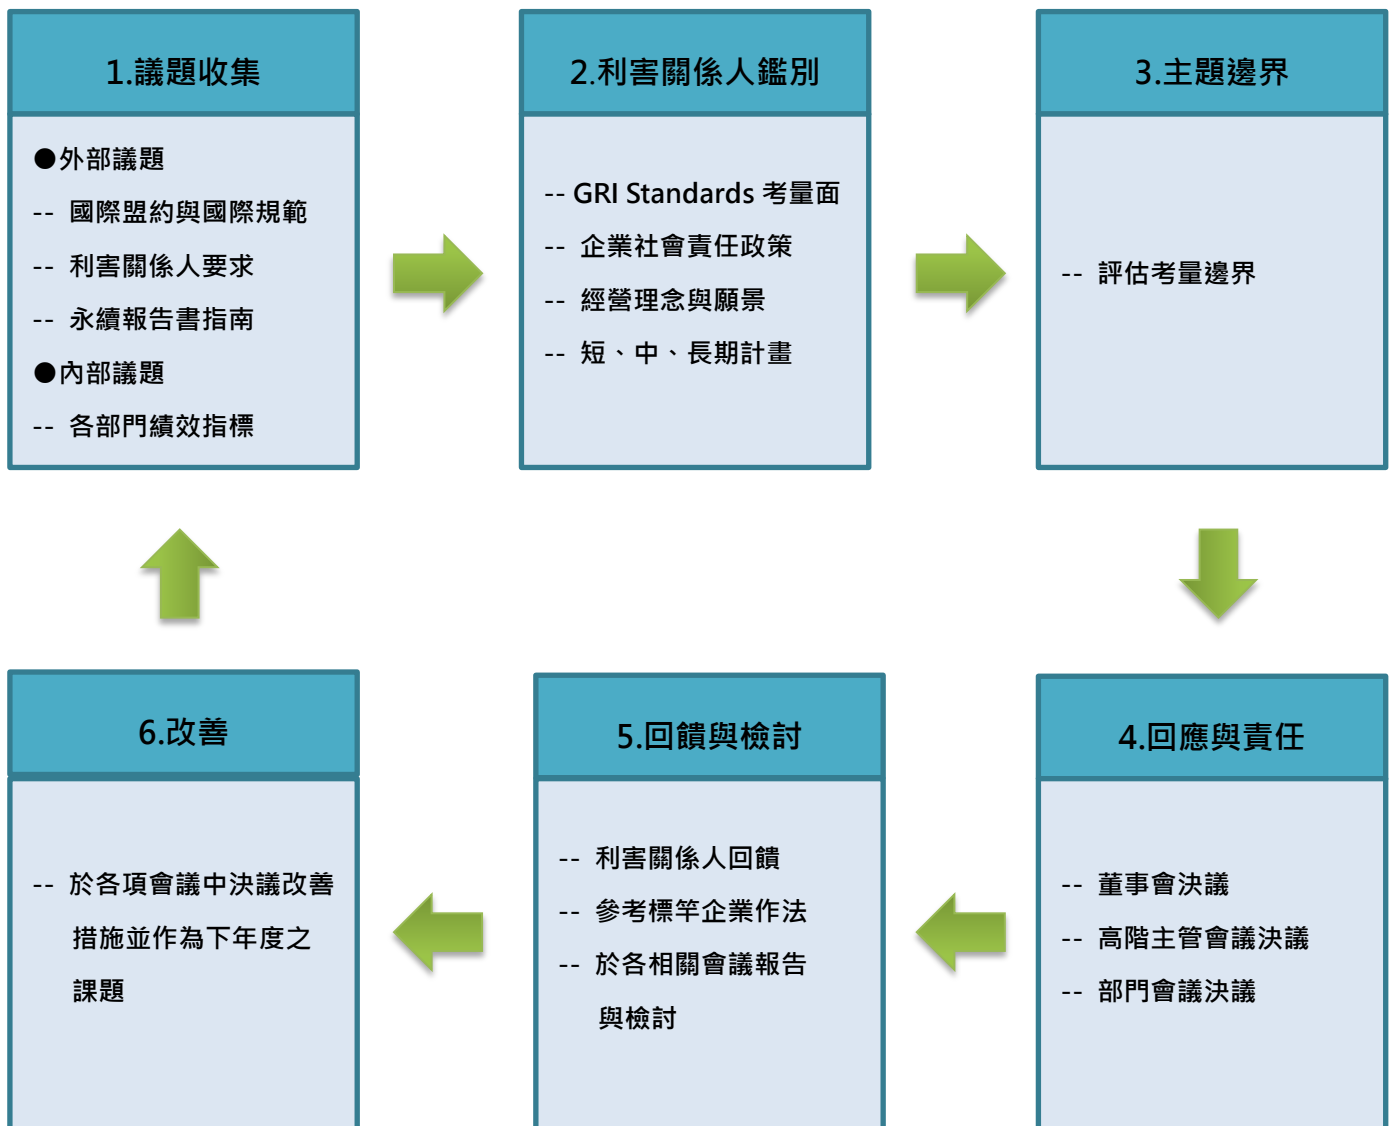 1.議題收集
●外部議題
-- 國際盟約與國際規範
-- 利害關係人要求
-- 永續報告書指南
●內部議題
-- 各部門績效指標
2.利害關係人鑑別
-- GRI Standards 考量面
-- 企業社會責任政策
-- 經營理念與願景
-- 短、中、長期計畫
3.主題邊界
-- 評估考量邊界
4.回應與責任
-- 董事會決議
-- 高階主管會議決議
-- 部門會議決議
5.回饋與檢討
-- 利害關係人回饋
-- 參考標竿企業作法
-- 於各相關會議報告
與檢討
6.改善
-- 於各項會議中決議改善
措施並作為下年度之
課題